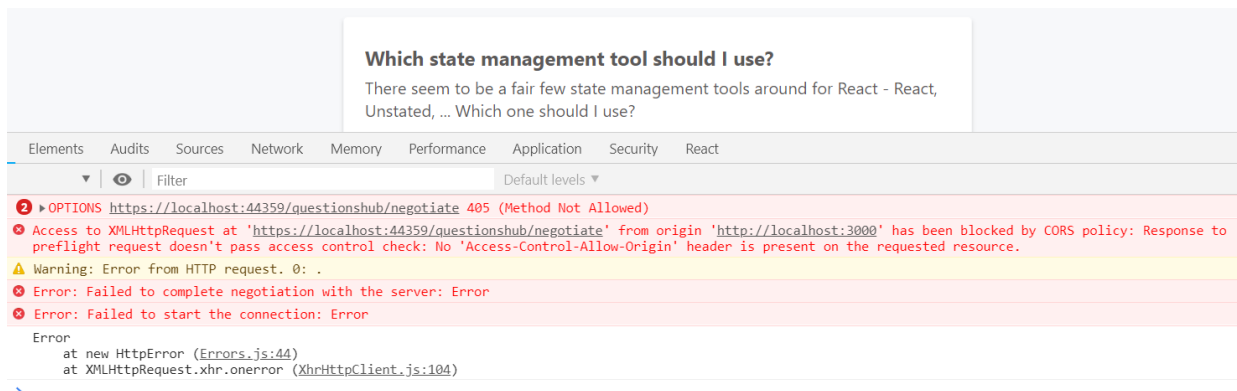 Which state management tool should I use?
There seem to be a fair few state management tools around for React - React,
Unstated, ... Which one should I use?
Elements Audits Sources Network Memory Performance Application Security React
▼ Filter Default levels ▼
2 ▶OPTIONS https://localhost:44359/questionshub/negotiate 405 (Method Not Allowed)
Access to XMLHttpRequest at 'https://localhost:44359/questionshub/negotiate' from origin 'http://localhost:3000' has been blocked by CORS policy: Response to
preflight request doesn't pass access control check: No 'Access-Control-Allow-Origin' header is present on the requested resource.
Warning: Error from HTTP request. 0: .
Error: Failed to complete negotiation with the server: Error
Error: Failed to start the connection: Error
Error
at new HttpError (Errors.js:44)
at XMLHttpRequest.xhr.onerror (XhrHttpClient.js:104)